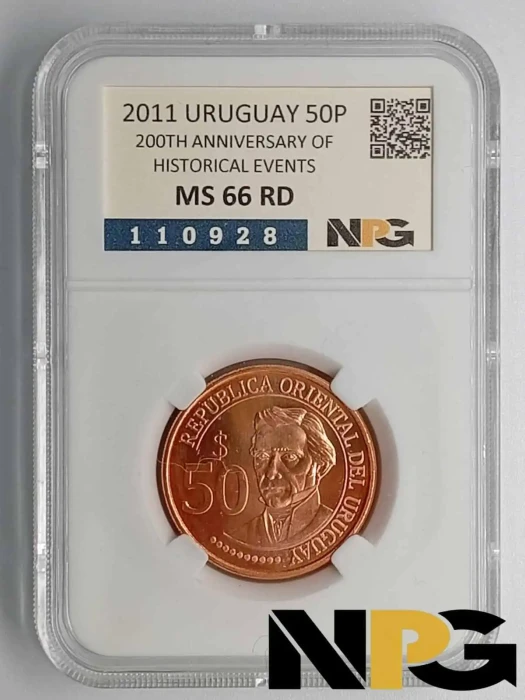 2011 URUGUAY 50P
200TH ANNIVERSARY OF
HISTORICAL EVENTS
MS 66 RD
110928
NPG
REPUBLICA ORIENTAL DEL URUGUAY
$
50
NPG